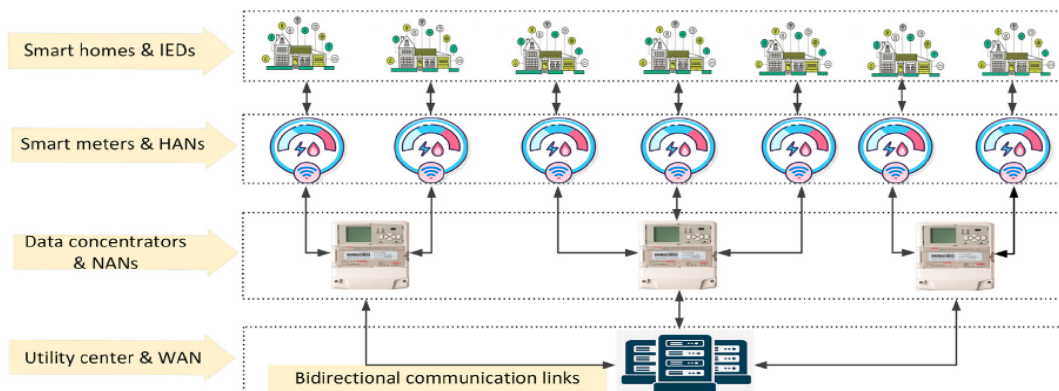 Smart homes & IEDs
Smart meters & HANs
Data concentrators
& NANs
Utility center & WAN
Bidirectional communication links